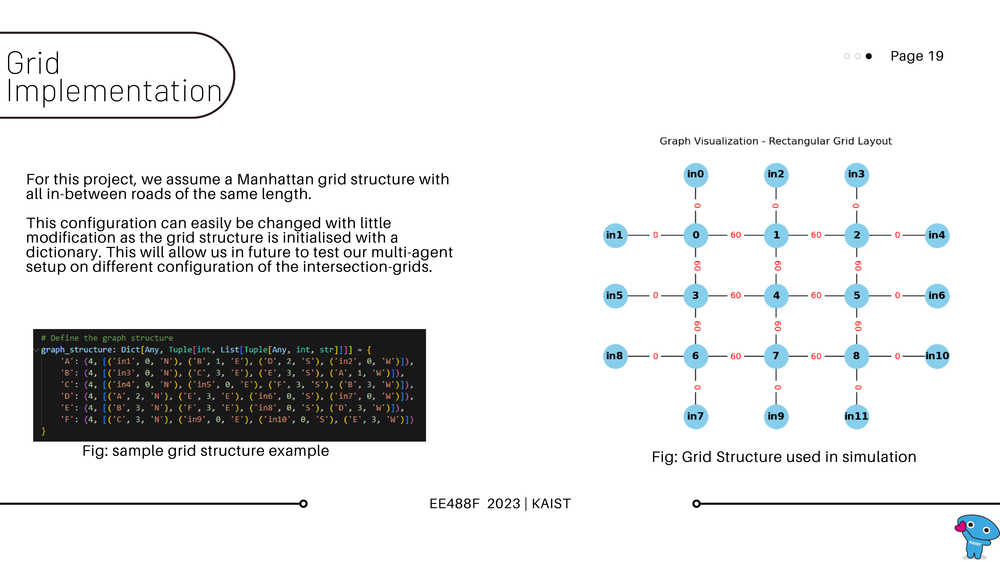 Grid
Implementation
Page 19
For this project, we assume a Manhattan grid structure with
all in-between roads of the same length.
This configuration can easily be changed with little
modification as the grid structure is initialised with a
dictionary. This will allow us in future to test our multi-agent
setup on different configuration of the intersection-grids.
# Define the graph structure
graph_structure: Dict[Any, Tuple[int, List[Tuple[Any, int, str]]]] = {
'A': (4, [('in1', 0, 'N'), ('B', 1, 'E'), ('D', 2, 'S'), ('in2', 0, 'W')]),
'B': (4, [('in3', 0, 'N'), ('C', 3, 'E'), ('E', 3, 'S'), ('A', 1, 'W')]),
'C': (4, [('in4', 0, 'N'), ('in5', 0, 'E'), ('F', 3, 'S'), ('B', 3, 'W')]),
'D': (4, [('A', 2, 'N'), ('E', 3, 'E'), ('in6', 0, 'S'), ('in7', 0, 'W')]),
'E': (4, [('B', 3, 'N'), ('F', 3, 'E'), ('in8', 0, 'S'), ('D', 3, 'W')]),
'F': (4, [('C', 3, 'N'), ('in9', 0, 'E'), ('in10', 0, 'S'), ('E', 3, 'W')])
}
Fig: sample grid structure example
Graph Visualization - Rectangular Grid Layout
in0 in2 in3
0 0 0
in1 0 0 60 1 60 2 0 in4
60 60 60
in5 0 3 60 4 60 5 0 in6
60 60 60
in8 0 6 60 7 60 8 0 in10
0 0 0
in7 in9 in11
Fig: Grid Structure used in simulation
EE488F 2023 | KAIST
KAIST